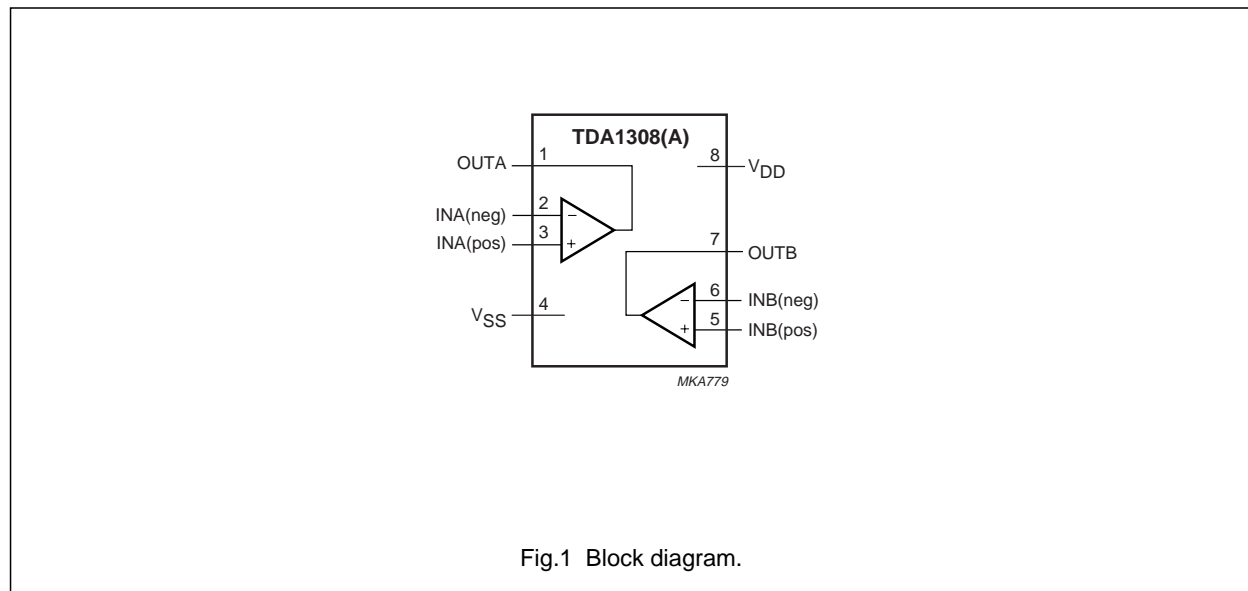 TDA1308(A)
OUTA 1
8 VDD
INA(neg) 2 −
INA(pos) 3 +
7 OUTB
− 6 INB(neg)
VSS 4
+ 5 INB(pos)
MKA779
Fig.1 Block diagram.